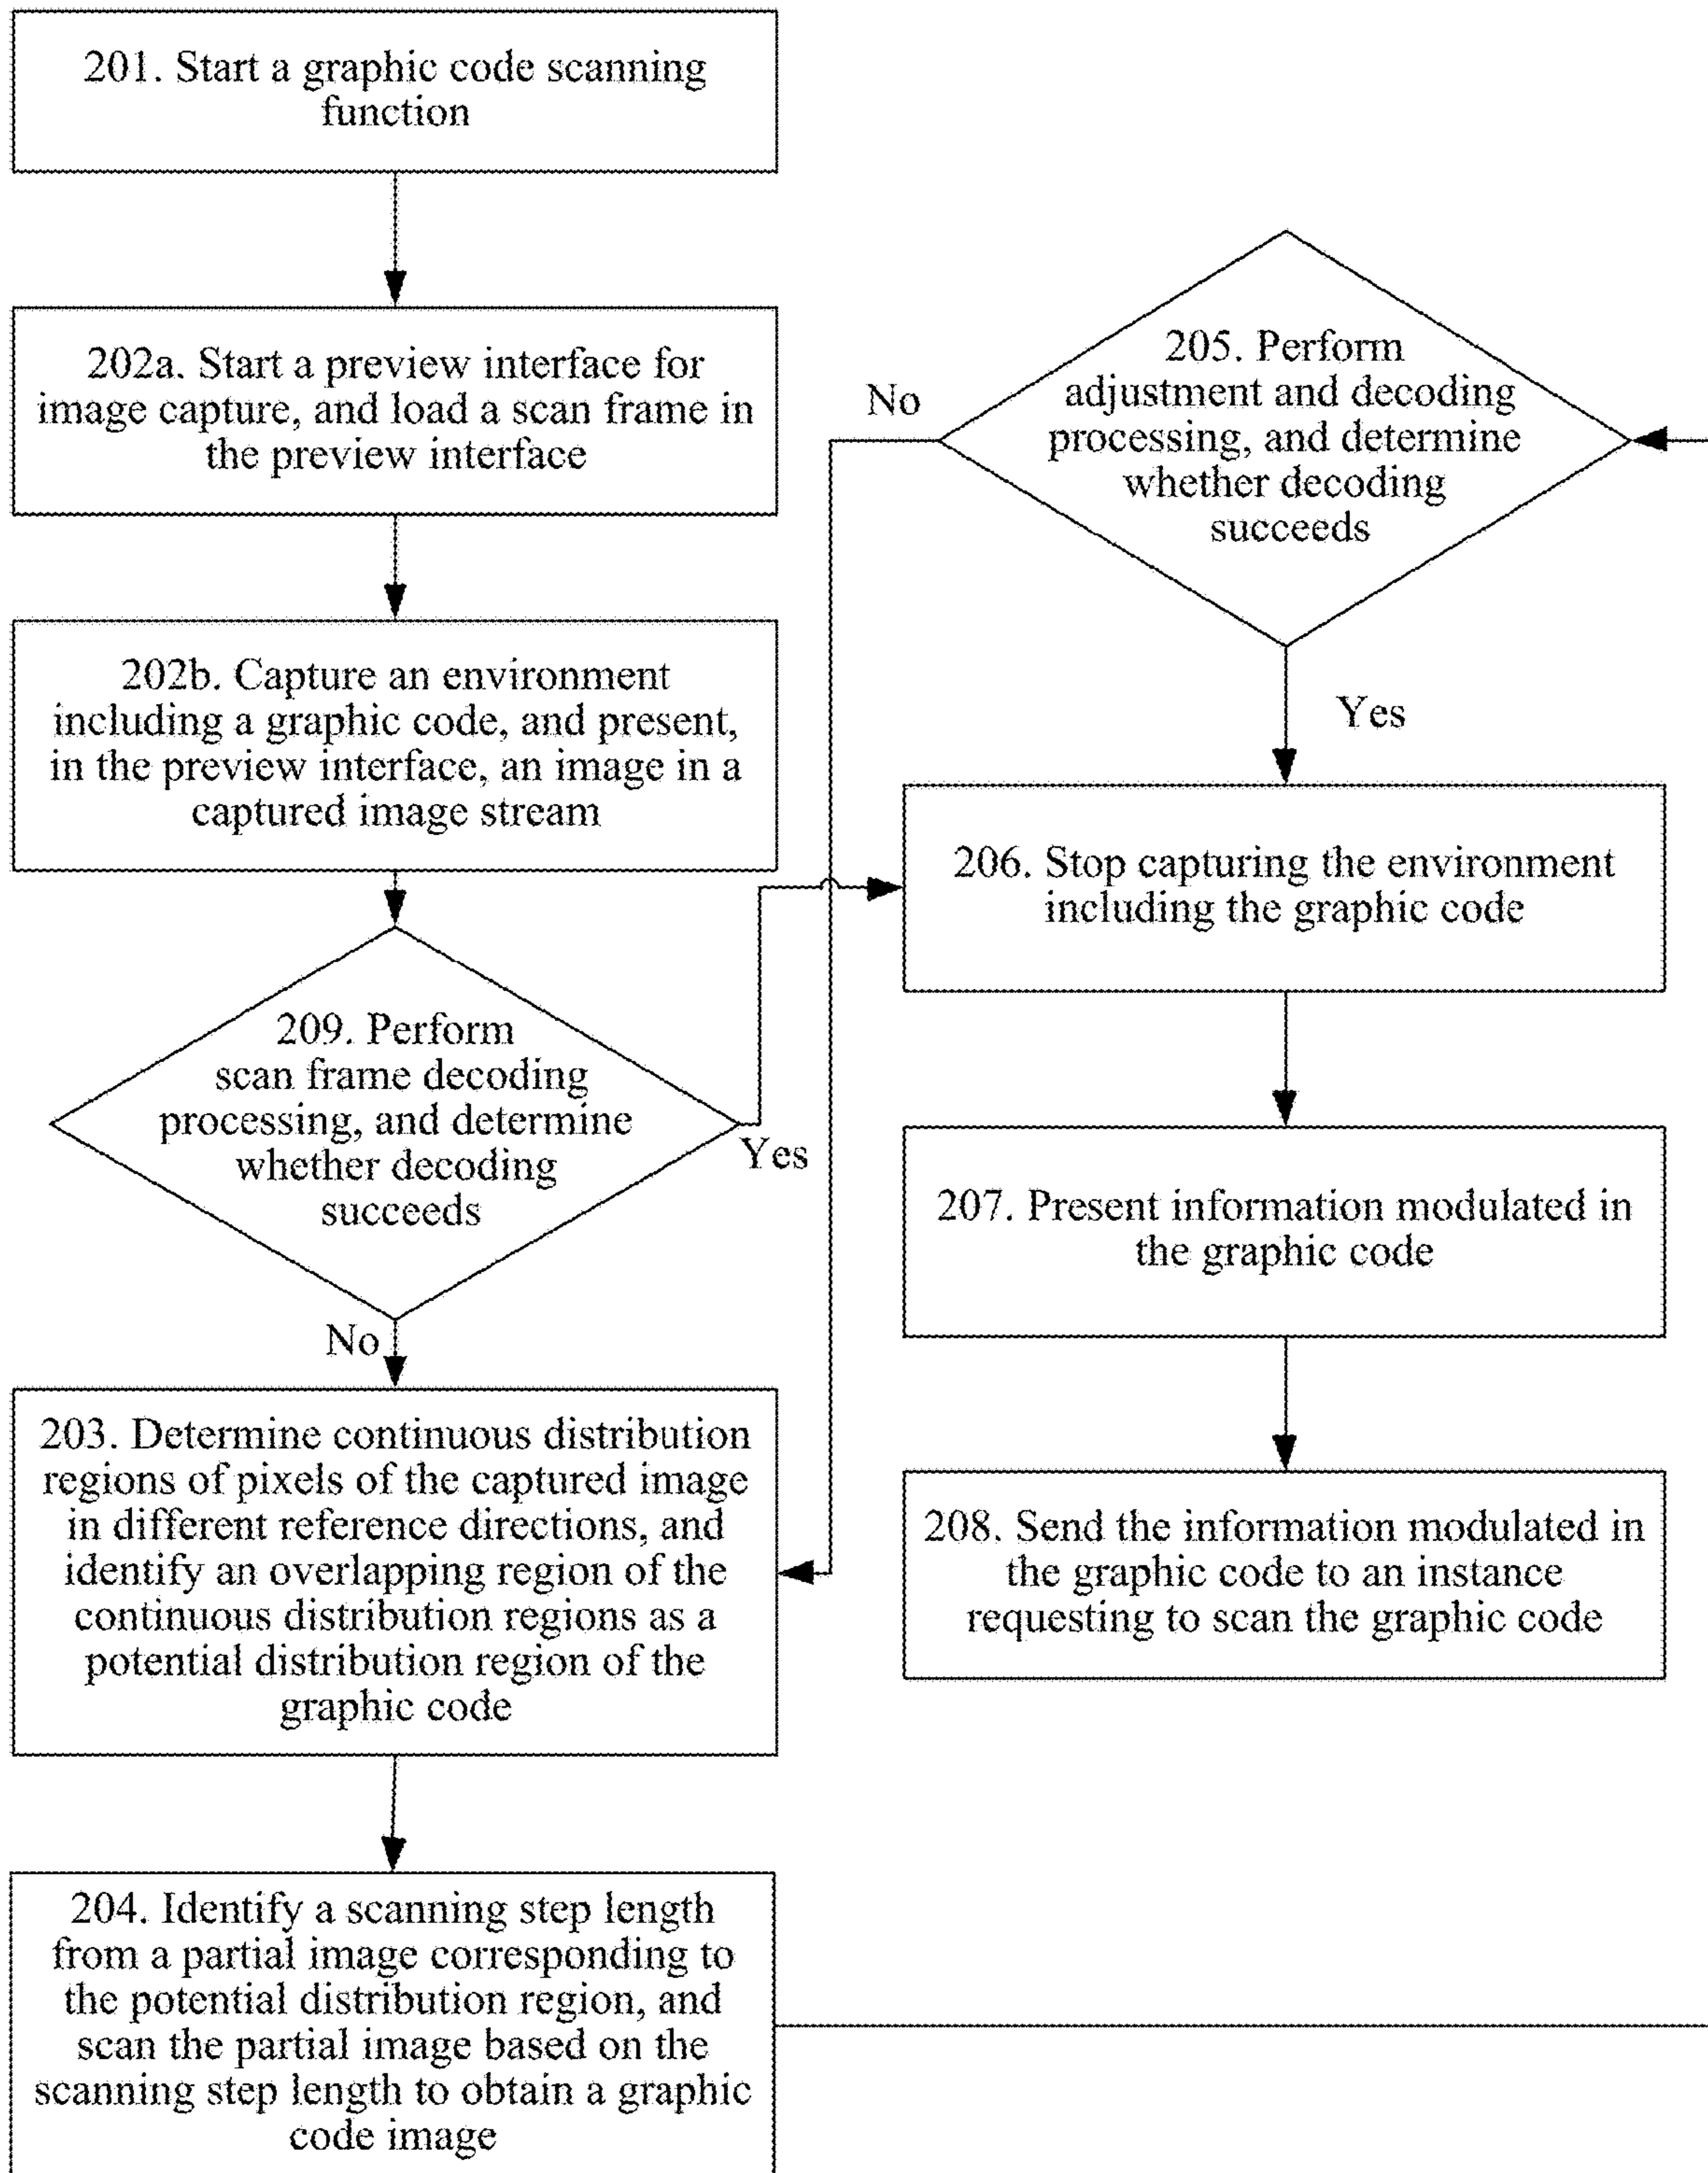 201. Start a graphic code scanning
function
202a. Start a preview interface for
image capture, and load a scan frame in
the preview interface
202b. Capture an environment
including a graphic code, and present,
in the preview interface, an image in a
captured image stream
209. Perform
scan frame decoding
processing, and determine
whether decoding
succeeds
Yes
No
203. Determine continuous distribution
regions of pixels of the captured image
in different reference directions, and
identify an overlapping region of the
continuous distribution regions as a
potential distribution region of the
graphic code
204. Identify a scanning step length
from a partial image corresponding to
the potential distribution region, and
scan the partial image based on the
scanning step length to obtain a graphic
code image
205. Perform
adjustment and decoding
processing, and determine
whether decoding
succeeds
No
Yes
206. Stop capturing the environment
including the graphic code
207. Present information modulated in
the graphic code
208. Send the information modulated in
the graphic code to an instance
requesting to scan the graphic code